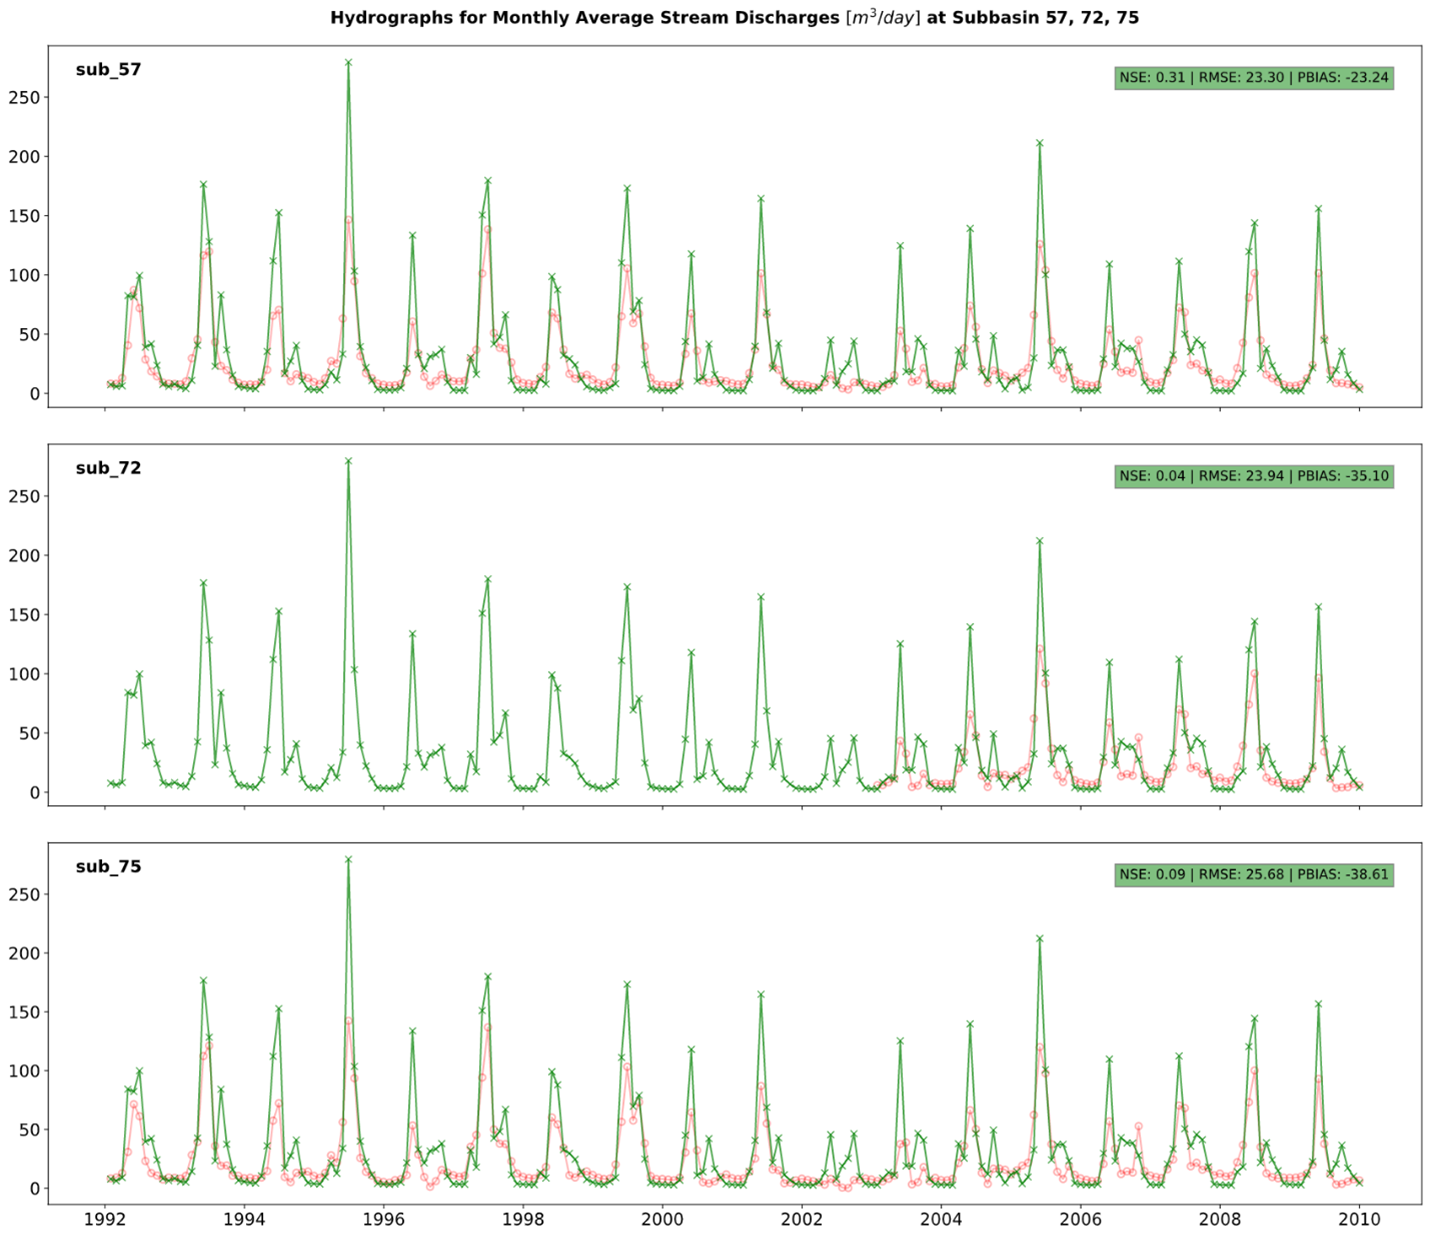 Hydrographs for Monthly Average Stream Discharges [m³/day] at Subbasin 57, 72, 75
sub_57
NSE: 0.31 | RMSE: 23.30 | PBIAS: -23.24
250
200
150
100
50
0
sub_72
NSE: 0.04 | RMSE: 23.94 | PBIAS: -35.10
250
200
150
100
50
0
sub_75
NSE: 0.09 | RMSE: 25.68 | PBIAS: -38.61
250
200
150
100
50
0
1992 1994 1996 1998 2000 2002 2004 2006 2008 2010